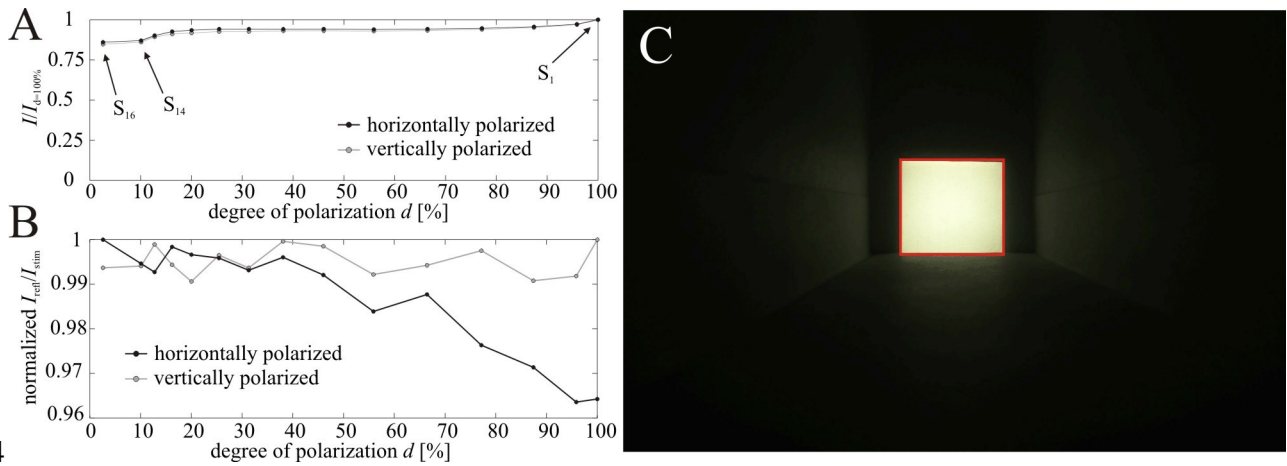 A
I/I_d=100%
1
0.75
0.5
0.25
0
S1
S16
S14
horizontally polarized
vertically polarized
0 10 20 30 40 50 60 70 80 90 100
degree of polarization d [%]
B
normalized I_refl/I_stim
1
0.99
0.98
0.97
0.96
horizontally polarized
vertically polarized
0 10 20 30 40 50 60 70 80 90 100
degree of polarization d [%]
C